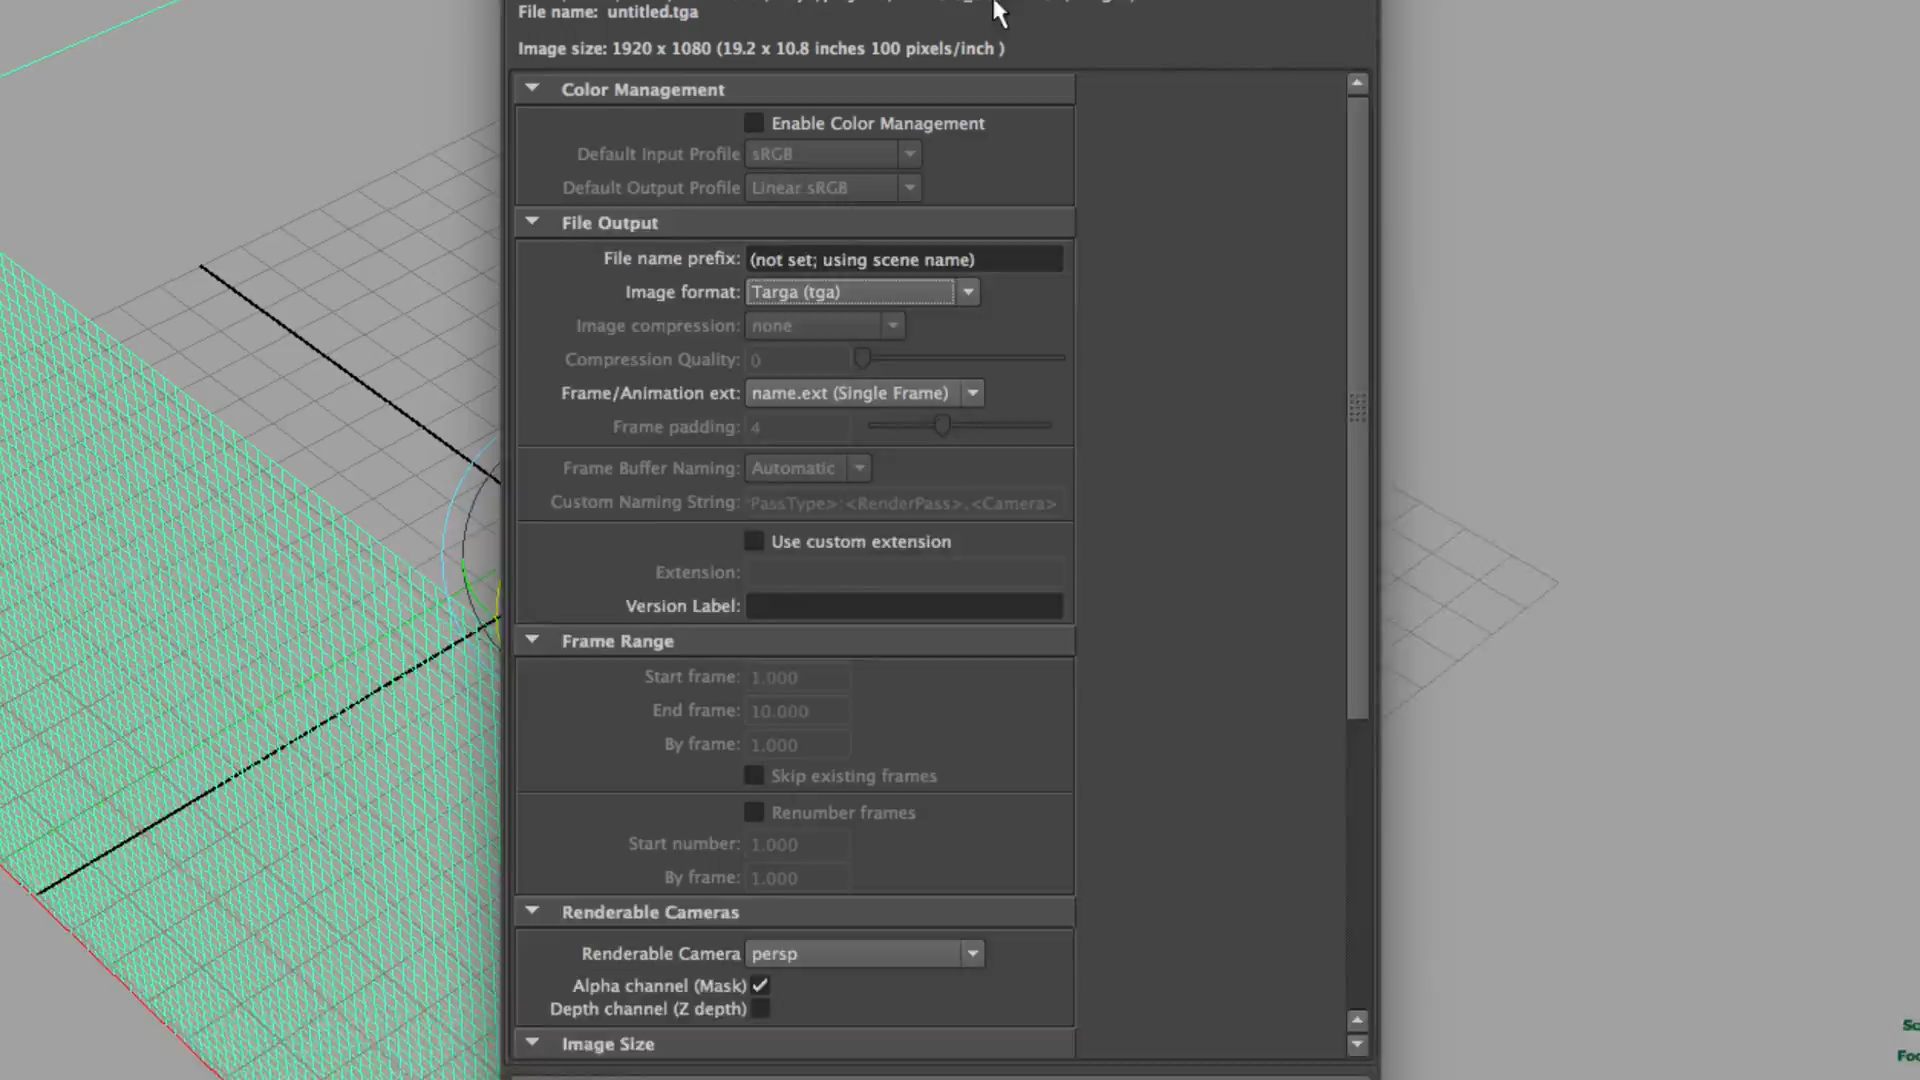 File name: untitled.tga
Image size: 1920 x 1080 (19.2 x 10.8 inches 100 pixels/inch )
Color Management
Enable Color Management
Default Input Profile sRGB
Default Output Profile Linear sRGB
File Output
File name prefix: (not set; using scene name)
Image format: Targa (tga)
Image compression: none
Compression Quality: 0
Frame/Animation ext: name.ext (Single Frame)
Frame padding: 4
Frame Buffer Naming: Automatic
Custom Naming String: PassType>:<RenderPass>.<Camera>
Use custom extension
Extension:
Version Label:
Frame Range
Start frame: 1.000
End frame: 10.000
By frame: 1.000
Skip existing frames
Renumber frames
Start number: 1.000
By frame: 1.000
Renderable Cameras
Renderable Camera persp
Alpha channel (Mask)
Depth channel (Z depth)
Image Size